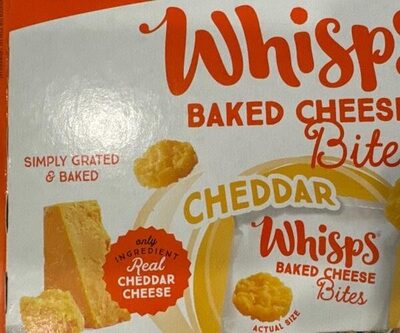 Whisps
BAKED CHEESE
Bites
SIMPLY GRATED
& BAKED
CHEDDAR
only
INGREDIENT
Real
CHEDDAR
CHEESE
Whisps
BAKED CHEESE
Bites
ACTUAL SIZE